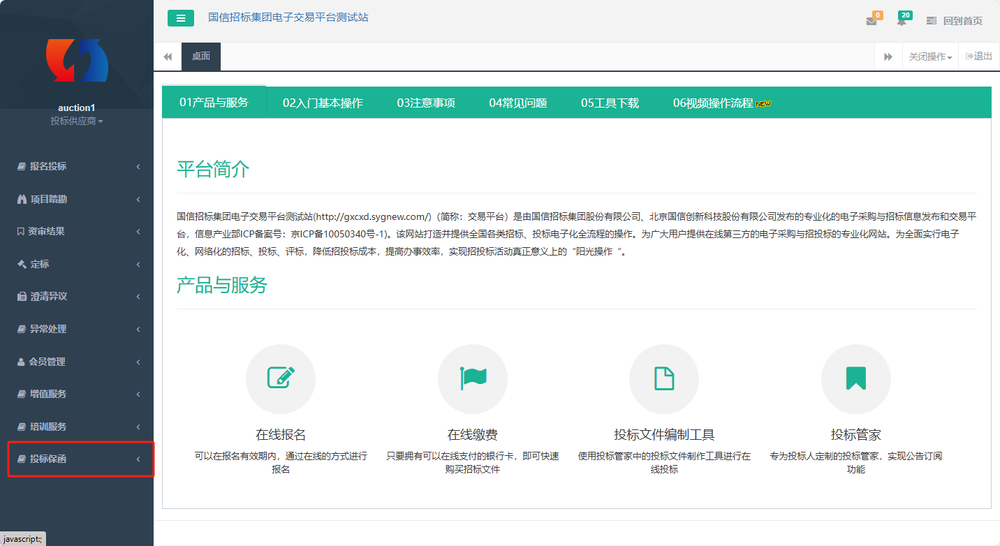 国信招标集团电子交易平台测试站
0
20
回到首页
桌面
关闭操作
退出
auction1
投标供应商
报名投标
项目踏勘
资审结果
定标
澄清异议
异常处理
会员管理
增值服务
培训服务
投标保函
javascript:;
01产品与服务
02入门基本操作
03注意事项
04常见问题
05工具下载
06视频操作流程 NEW
平台简介
国信招标集团电子交易平台测试站(http://gxcxd.sygnew.com/)（简称：交易平台）是由国信招标集团股份有限公司、北京国信创新科技股份有限公司发布的专业化的电子采购与招标信息发布和交易平
台，信息产业部ICP备案号：京ICP备10050340号-1)。该网站打造并提供全国各类招标、投标电子化全流程的操作。为广大用户提供在线第三方的电子采购与招投标的专业化网站。为全面实行电子
化、网络化的招标、投标、评标，降低招投标成本，提高办事效率，实现招投标活动真正意义上的“阳光操作“。
产品与服务
在线报名
可以在报名有效期内，通过在线的方式进行
报名
在线缴费
只要拥有可以在线支付的银行卡，即可快速
购买招标文件
投标文件编制工具
使用投标管家中的投标文件制作工具进行在
线投标
投标管家
专为投标人定制的投标管家，实现公告订阅
功能